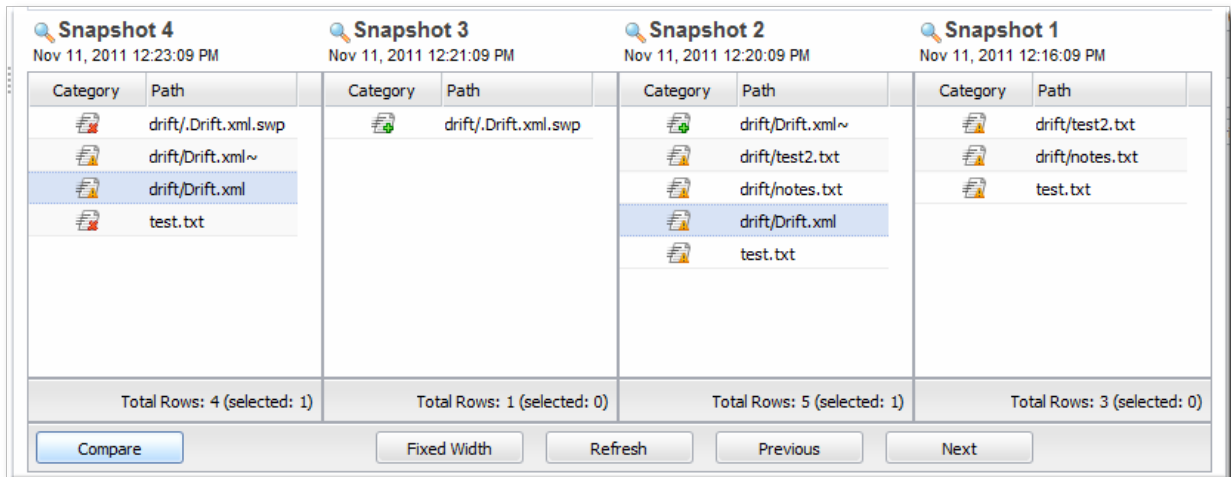 Snapshot 4
Nov 11, 2011 12:23:09 PM
Category Path
drift/.Drift.xml.swp
drift/Drift.xml~
drift/Drift.xml
test.txt
Total Rows: 4 (selected: 1)
Snapshot 3
Nov 11, 2011 12:21:09 PM
Category Path
drift/.Drift.xml.swp
Total Rows: 1 (selected: 0)
Snapshot 2
Nov 11, 2011 12:20:09 PM
Category Path
drift/Drift.xml~
drift/test2.txt
drift/notes.txt
drift/Drift.xml
test.txt
Total Rows: 5 (selected: 1)
Snapshot 1
Nov 11, 2011 12:16:09 PM
Category Path
drift/test2.txt
drift/notes.txt
test.txt
Total Rows: 3 (selected: 0)
Compare Fixed Width Refresh Previous Next